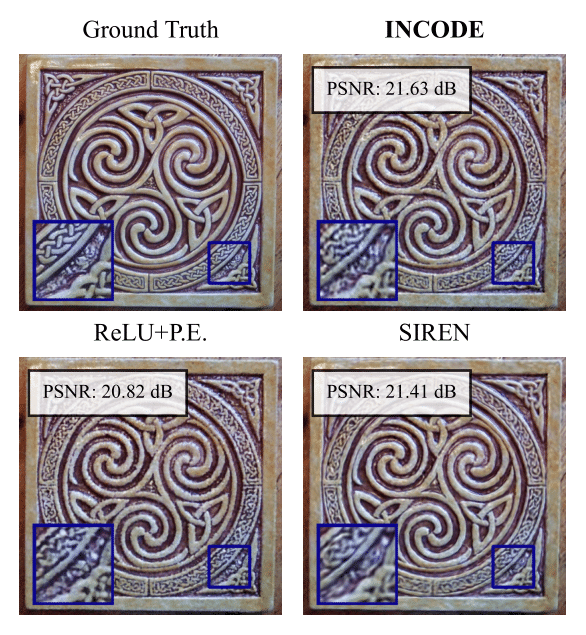 Ground Truth
INCODE
PSNR: 21.63 dB
ReLU+P.E.
SIREN
PSNR: 20.82 dB
PSNR: 21.41 dB